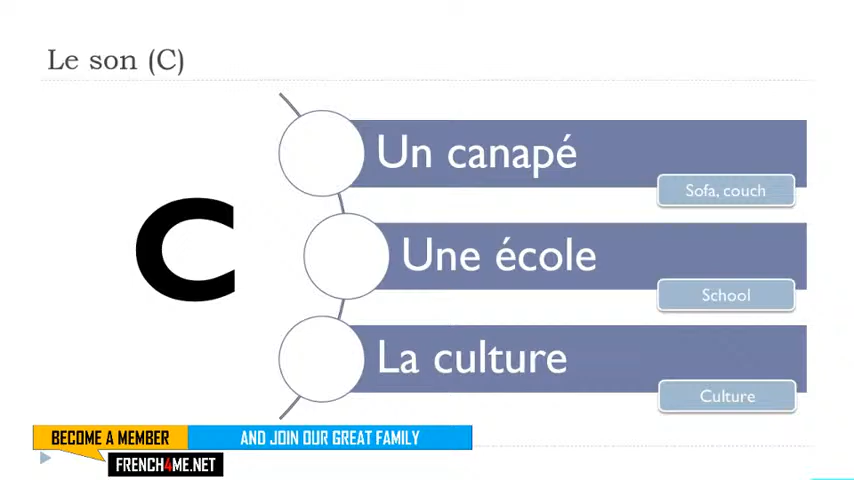 Le son (C)
c
Un canapé
Sofa, couch
Une école
School
La culture
Culture
BECOME A MEMBER
AND JOIN OUR GREAT FAMILY
FRENCH4ME.NET